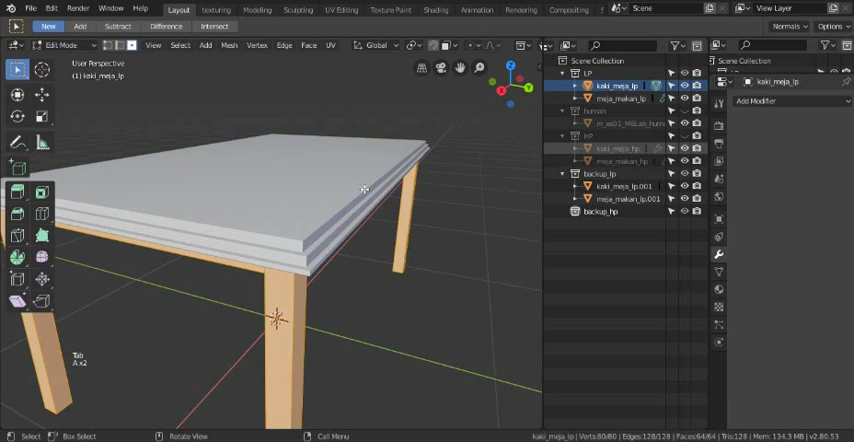 File Edit Render Window Help Layout Modeling Sculpting UV Editing Texture Paint Shading Animation Rendering Compositing Scene View Layer
New Add Subtract Difference Intersect Normals Options
Edit Mode View Select Add Mesh Vertex Edge Face UV Global
User Perspective
(1) kaki_meja_lp
Z
Y
X
Scene Collection
LP
kaki_meja_lp
meja_makan_lp
human
HP
kaki_meja_hp
meja_makan_hp
backup_lp
kaki_meja_lp.001
meja_makan_lp.001
backup_hp
kaki_meja_lp
Add Modifier
Tab
A x2
Select Box Select Rotate View Call Menu kaki_meja_lp | Verts:80/80 | Edges:128/128 | Faces:64/64 | Tris:128 | Mem: 134.3 MB | v2.80.53